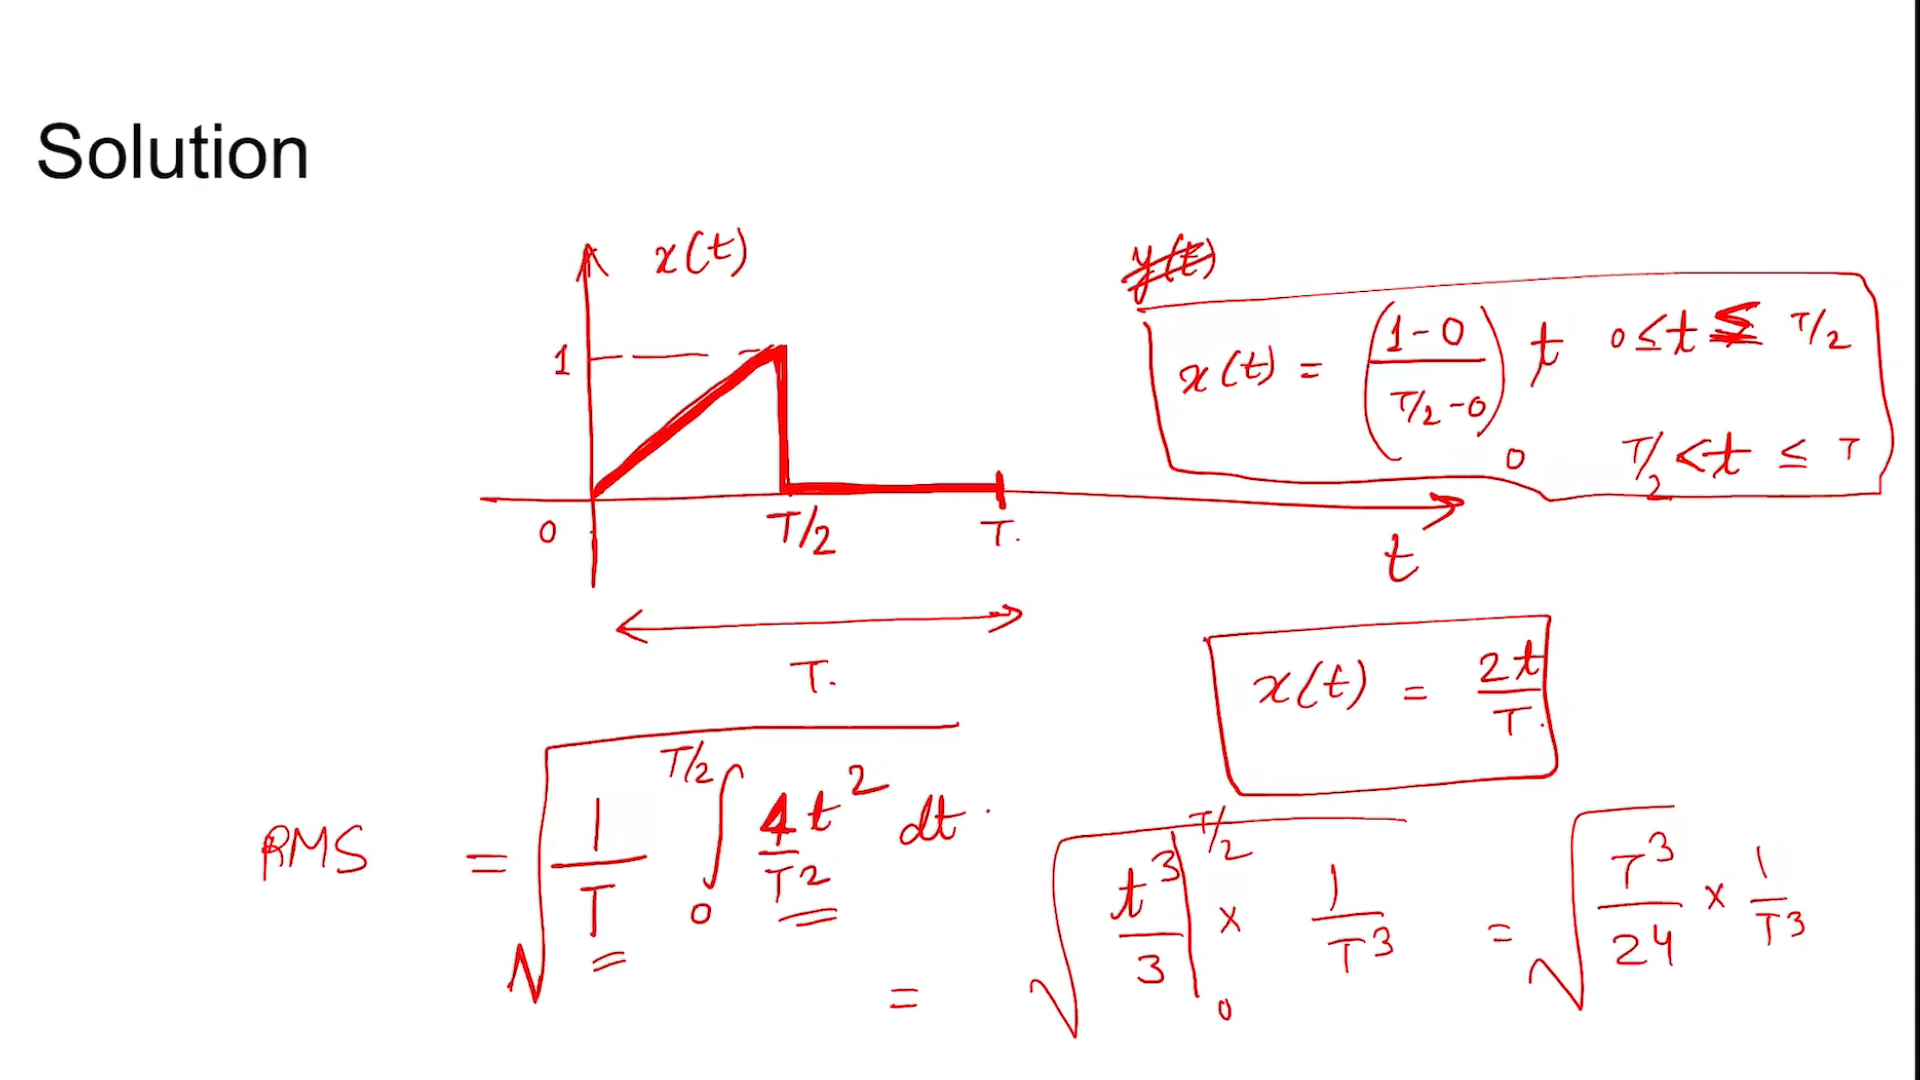 Solution
x(t)
y(t)
1
x(t) = (1-0 / T/2-0) t 0≤t ≤ T/2
0 T/2 <t ≤ T
0 T/2 T. t
T.
x(t) = 2t/T.
RMS = √ 1/T ∫ 0 T/2 4t²/T² dt.
= √ t³/3 | 0 T/2 × 1/T³ = √ T³/24 × 1/T³